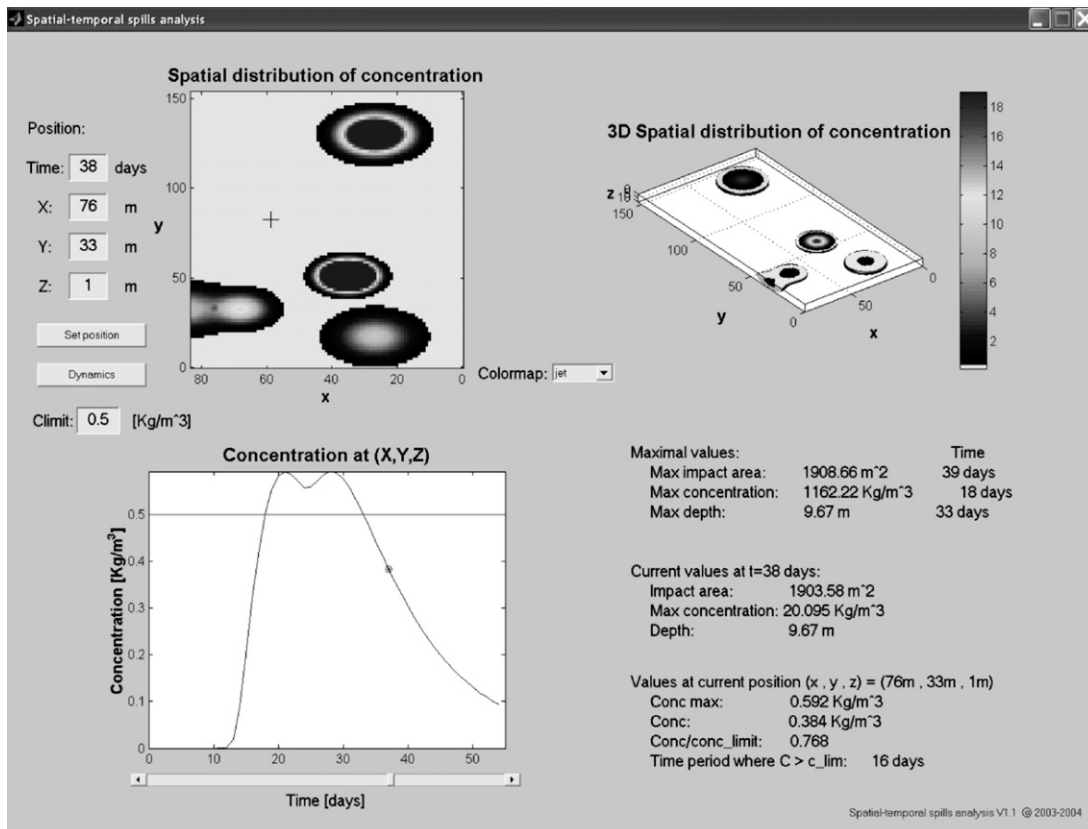 Spatial-temporal spills analysis
Spatial distribution of concentration
150
100
50
0
y
80 60 40 20 0
x
Position:
Time: 38 days
X: 76 m
Y: 33 m
Z: 1 m
Set position
Dynamics
Climit: 0.5 [Kg/m^3]
Colormap: jet
3D Spatial distribution of concentration
z
150
100
50
0
y
50
0
x
18
16
14
12
10
8
6
4
2
Concentration at (X,Y,Z)
Concentration [Kg/m³]
0.5
0.4
0.3
0.2
0.1
0
0 10 20 30 40 50
Time [days]
Maximal values: Time
Max impact area: 1908.66 m^2 39 days
Max concentration: 1162.22 Kg/m^3 18 days
Max depth: 9.67 m 33 days
Current values at t=38 days:
Impact area: 1903.58 m^2
Max concentration: 20.095 Kg/m^3
Depth: 9.67 m
Values at current position (x , y , z) = (76m , 33m , 1m)
Conc max: 0.592 Kg/m^3
Conc: 0.384 Kg/m^3
Conc/conc_limit: 0.768
Time period where C > c_lim: 16 days
Spatial-temporal spills analysis V1.1 @ 2003-2004